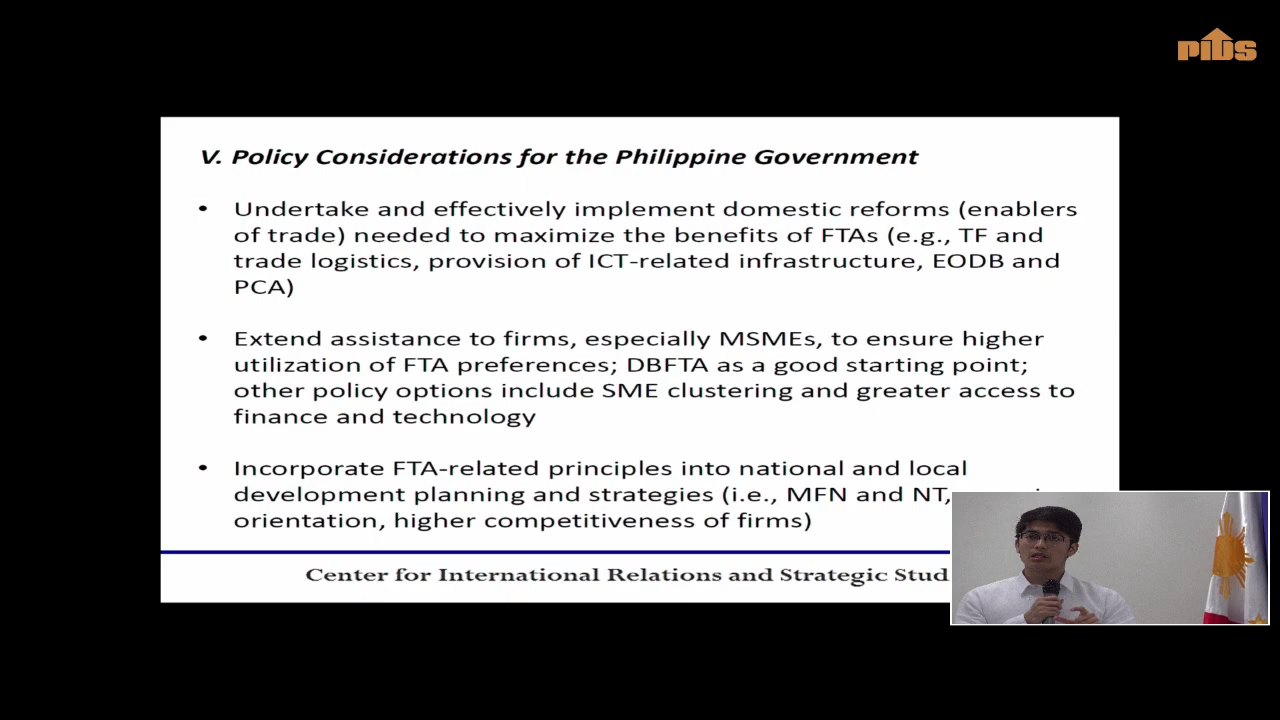 PIDS
V. Policy Considerations for the Philippine Government
• Undertake and effectively implement domestic reforms (enablers
of trade) needed to maximize the benefits of FTAs (e.g., TF and
trade logistics, provision of ICT-related infrastructure, EODB and
PCA)
• Extend assistance to firms, especially MSMEs, to ensure higher
utilization of FTA preferences; DBFTA as a good starting point;
other policy options include SME clustering and greater access to
finance and technology
• Incorporate FTA-related principles into national and local
development planning and strategies (i.e., MFN and NT,
orientation, higher competitiveness of firms)
Center for International Relations and Strategic Stud